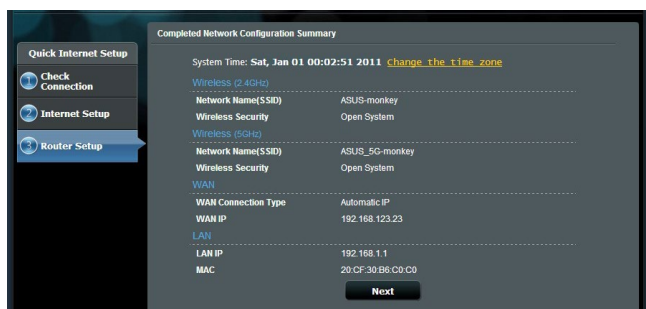 Completed Network Configuration Summary
Quick Internet Setup
1 Check Connection
2 Internet Setup
3 Router Setup
System Time: Sat, Jan 01 00:02:51 2011 Change the time zone
Wireless (2.4GHz)
Network Name(SSID) ASUS-monkey
Wireless Security Open System
Wireless (5GHz)
Network Name(SSID) ASUS_5G-monkey
Wireless Security Open System
WAN
WAN Connection Type Automatic IP
WAN IP 192.168.123.23
LAN
LAN IP 192.168.1.1
MAC 20:CF:30:B6:C0:C0
Next